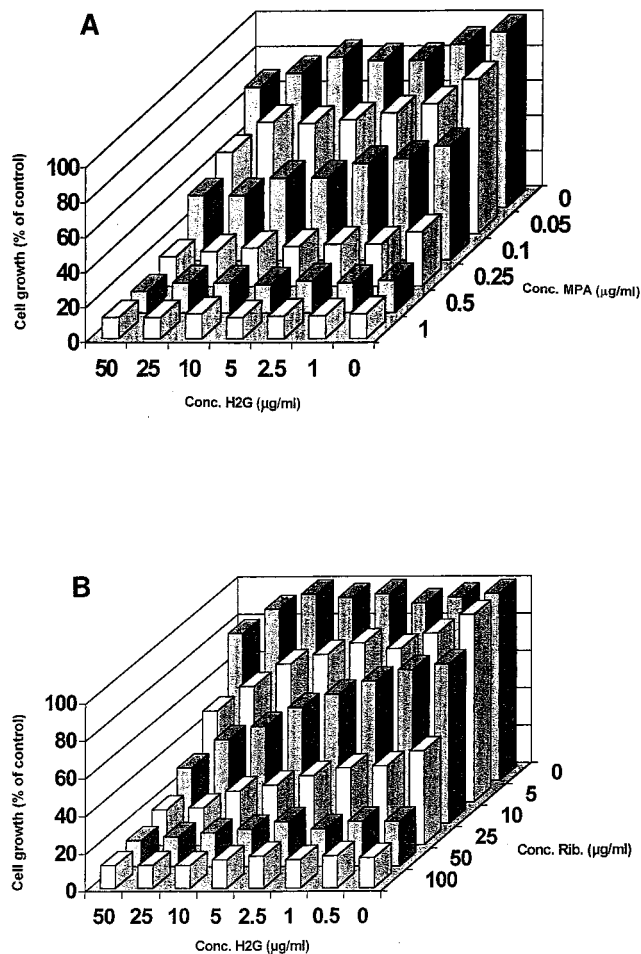 A
Cell growth (% of control)
100
80
60
40
20
0
50 25 10 5 2.5 1 0
Conc. H2G (μg/ml)
0
0.05
0.1
0.25
0.5
1
Conc. MPA (μg/ml)
B
Cell growth (% of control)
100
80
60
40
20
0
50 25 10 5 2.5 1 0.5 0
Conc. H2G (μg/ml)
0
5
10
25
50
100
Conc. Rib. (μg/ml)